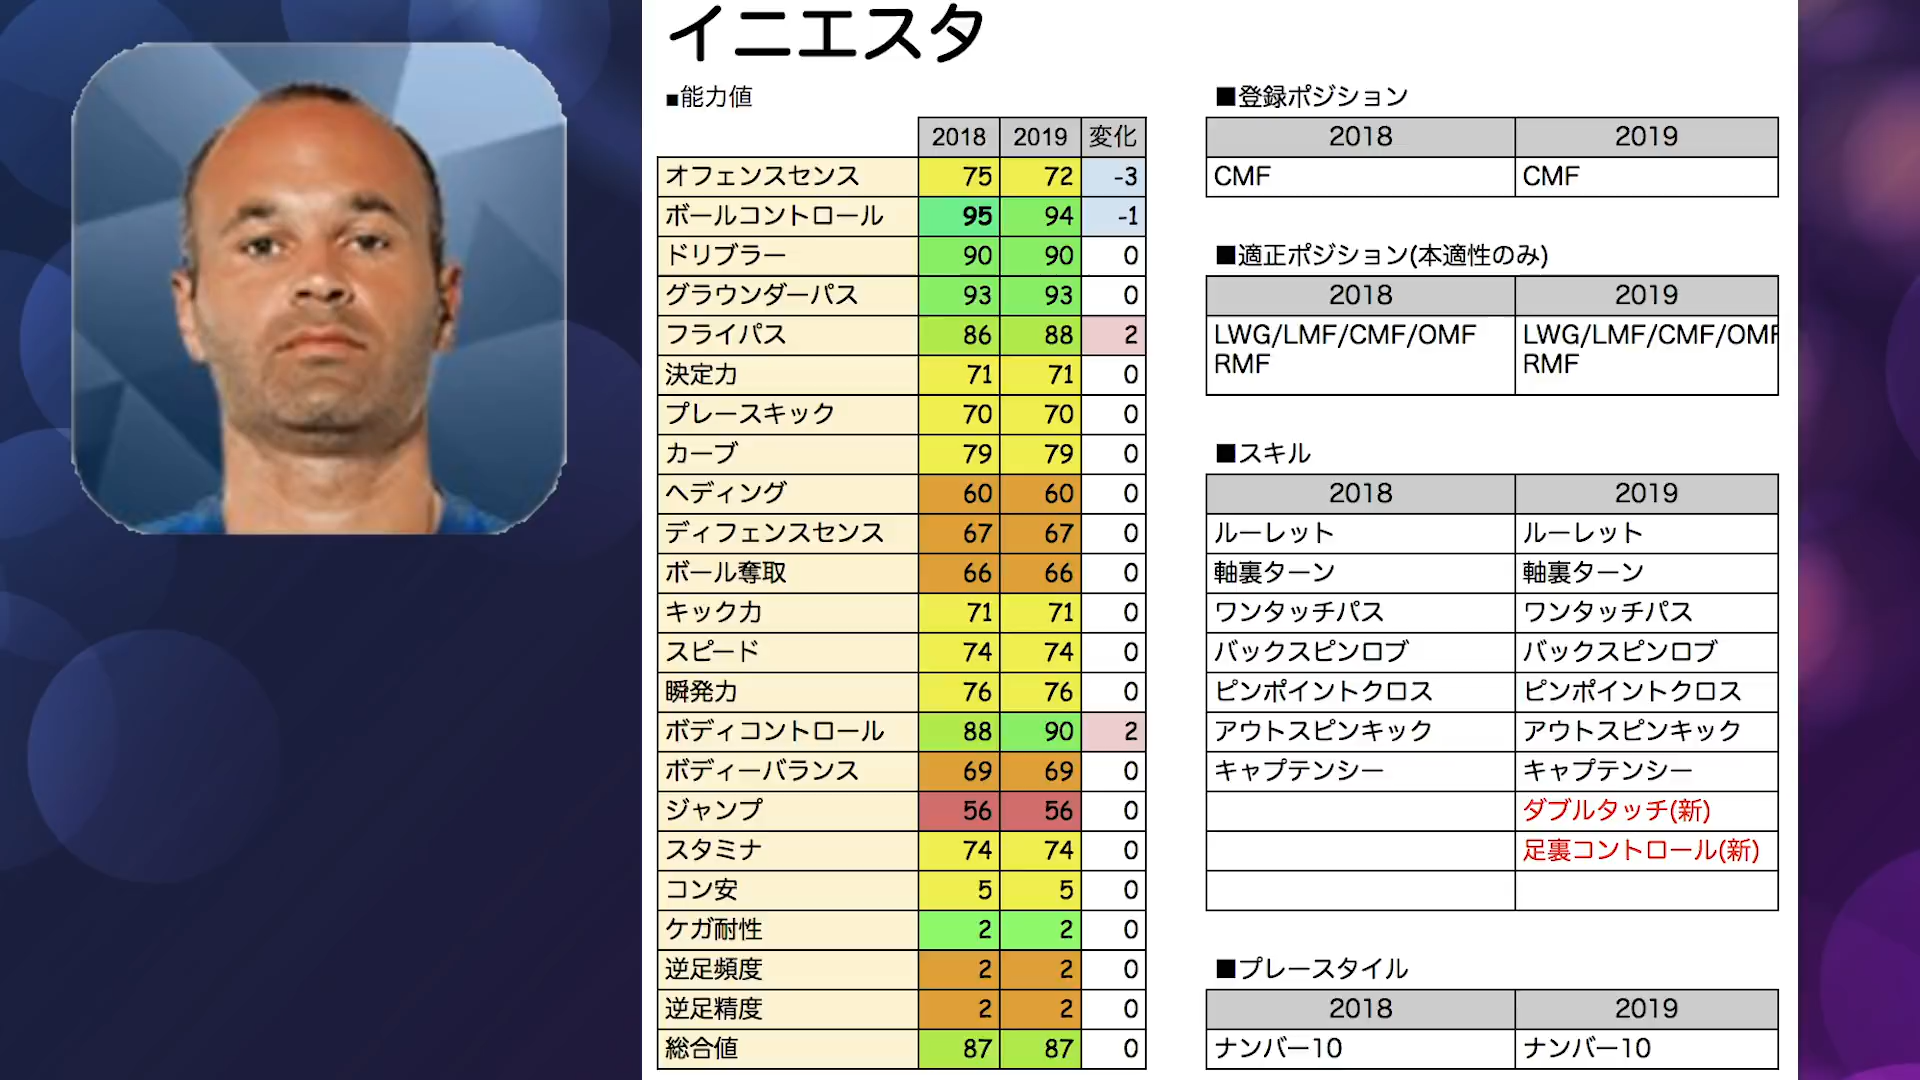 イニエスタ
■能力値
2018 2019 変化
オフェンスセンス 75 72 -3
ボールコントロール 95 94 -1
ドリブラー 90 90 0
グラウンダーパス 93 93 0
フライパス 86 88 2
決定力 71 71 0
プレースキック 70 70 0
カーブ 79 79 0
ヘディング 60 60 0
ディフェンスセンス 67 67 0
ボール奪取 66 66 0
キック力 71 71 0
スピード 74 74 0
瞬発力 76 76 0
ボディコントロール 88 90 2
ボディーバランス 69 69 0
ジャンプ 56 56 0
スタミナ 74 74 0
コン安 5 5 0
ケガ耐性 2 2 0
逆足頻度 2 2 0
逆足精度 2 2 0
総合値 87 87 0
■登録ポジション
2018 2019
CMF CMF
■適正ポジション(本適性のみ)
2018 2019
LWG/LMF/CMF/OMF LWG/LMF/CMF/OMF
RMF RMF
■スキル
2018 2019
ルーレット ルーレット
軸裏ターン 軸裏ターン
ワンタッチパス ワンタッチパス
バックスピンロブ バックスピンロブ
ピンポイントクロス ピンポイントクロス
アウトスピンキック アウトスピンキック
キャプテンシー キャプテンシー
ダブルタッチ(新)
足裏コントロール(新)
■プレースタイル
2018 2019
ナンバー10 ナンバー10